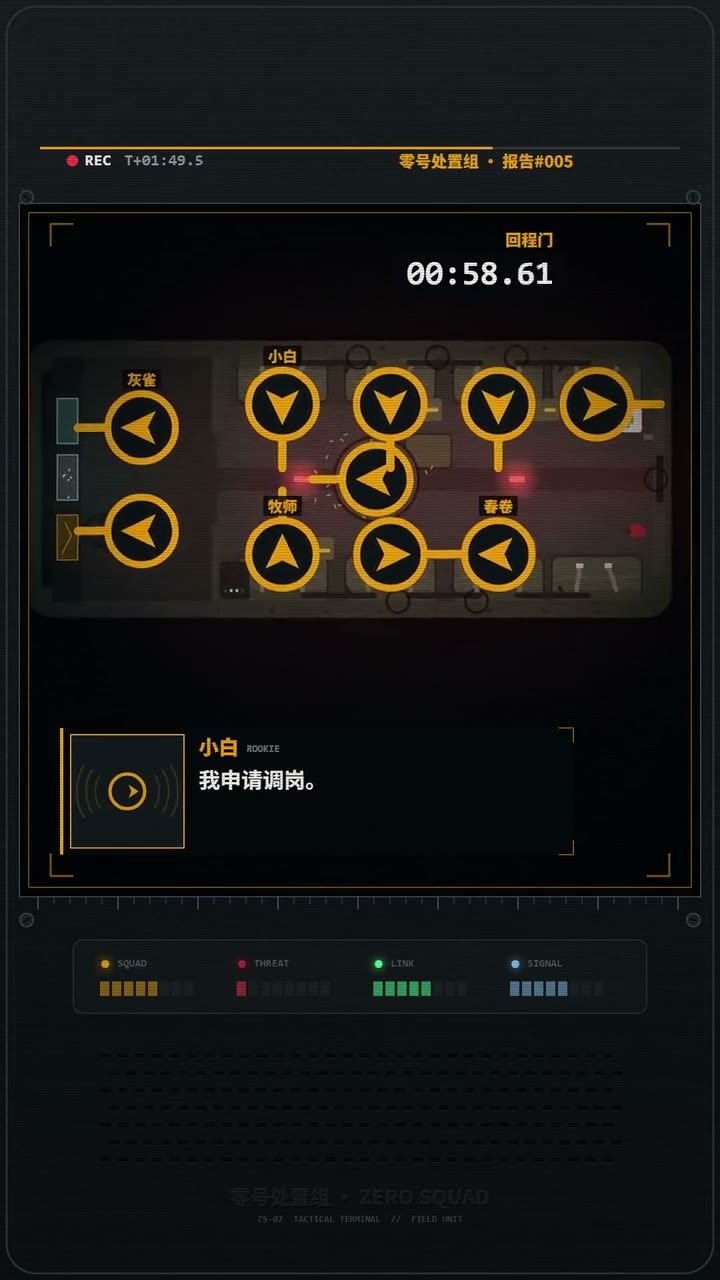 REC T+01:49.5
零号处置组 • 报告#005
回程门
00:58.61
小白
灰雀
牧师
春卷
小白 ROOKIE
我申请调岗。
SQUAD THREAT LINK SIGNAL
零号处置组 • ZERO SQUAD
ZS-07 TACTICAL TERMINAL // FIELD UNIT